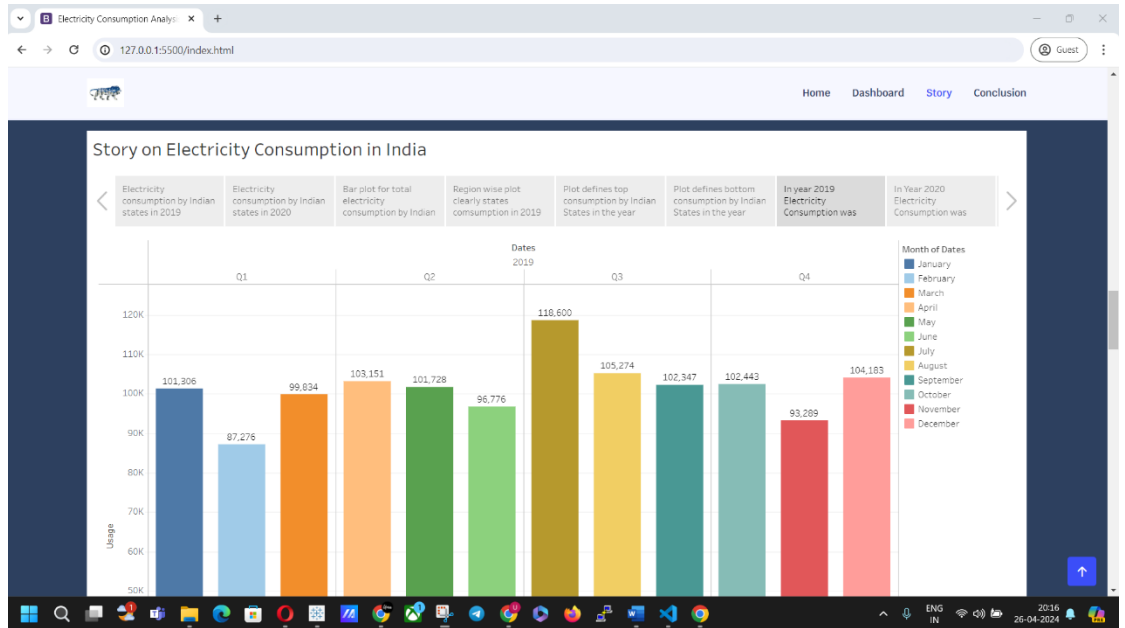 Electricity Consumption Analys
127.0.0.1:5500/index.html
Guest
Home Dashboard Story Conclusion
Story on Electricity Consumption in India
Electricity
consumption by Indian
states in 2019
Electricity
consumption by Indian
states in 2020
Bar plot for total
electricity
consumption by Indian
Region wise plot
clearly states
comsumption in 2019
Plot defines top
consumption by Indian
States in the year
Plot defines bottom
consumption by Indian
States in the year
In year 2019
Electricity
Consumption was
In Year 2020
Electricity
Consumption was
Dates
2019
Q1 Q2 Q3 Q4
Usage
120K
110K
100K
90K
80K
70K
60K
50K
101,306
87,276
99,834
103,151
101,728
96,776
118,600
105,274
102,347
102,443
93,289
104,183
Month of Dates
January
February
March
April
May
June
July
August
September
October
November
December
ENG
IN
20:16
26-04-2024